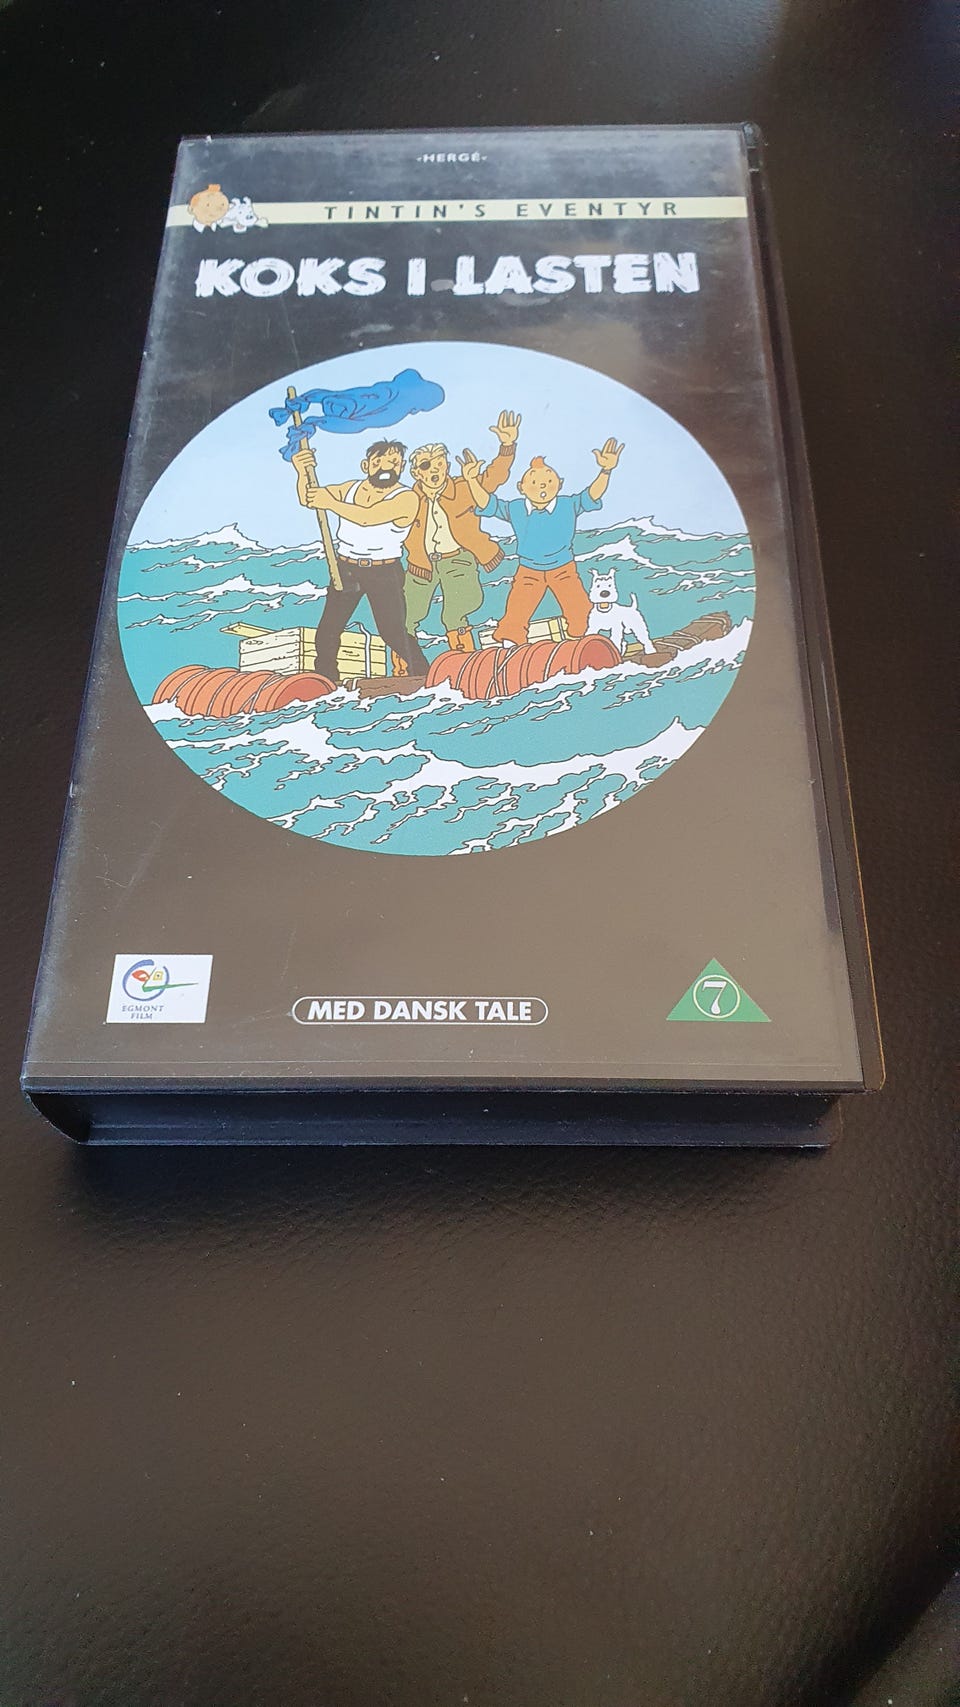 -HERGÉ-
TINTIN'S EVENTYR
KOKS I LASTEN
EGMONT
FILM
MED DANSK TALE
7